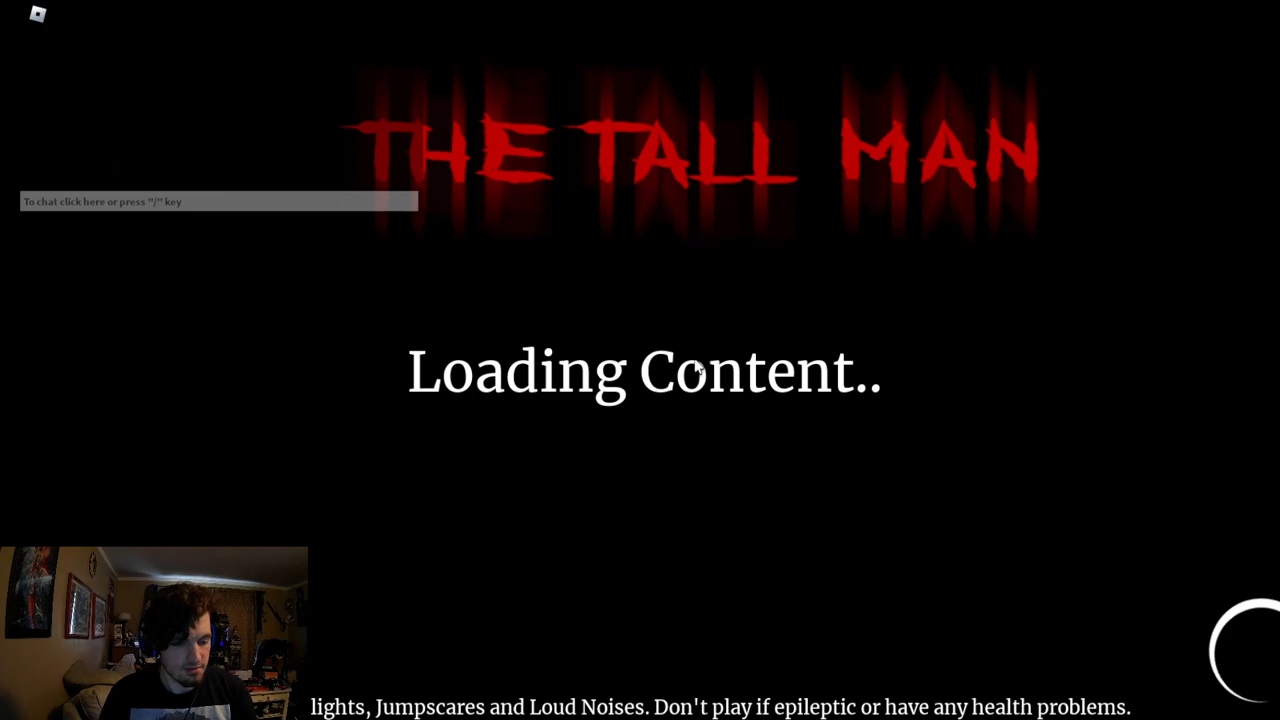 THE TALL MAN
To chat click here or press "/" key
Loading Content..
lights, Jumpscares and Loud Noises. Don't play if epileptic or have any health problems.